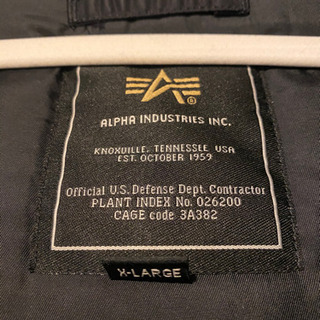 ®
ALPHA INDUSTRIES INC.
KNOXVILLE, TENNESSEE USA
EST. OCTOBER 1959
Official U.S. Defense Dept. Contractor
PLANT INDEX No. 026200
CAGE code 3A382
X-LARGE